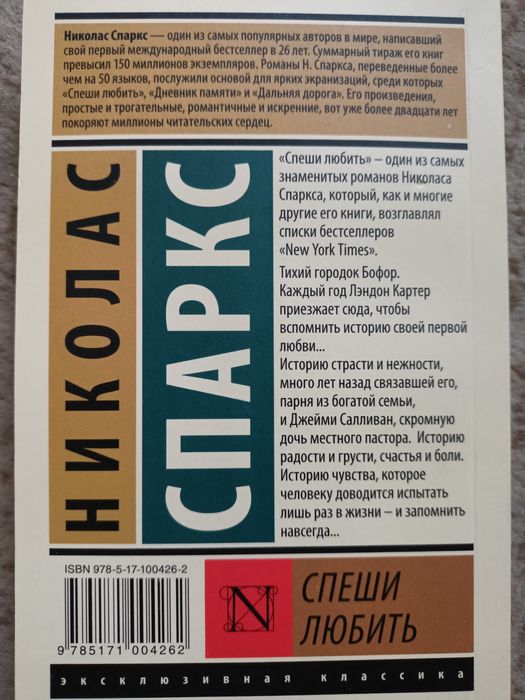 Николас Спаркс – один из самых популярных авторов в мире, написавший
свой первый международный бестселлер в 26 лет. Суммарный тираж его книг
превысил 150 миллионов экземпляров. Романы Н. Спаркса, переведенные более
чем на 50 языков, послужили основой для ярких экранизаций, среди которых
«Спеши любить», «Дневник памяти» и «Дальняя дорога». Его произведения,
простые и трогательные, романтичные и искренние, вот уже более двадцати лет
покоряют миллионы читательских сердец.
НИКОЛАС
СПАРКС
«Спеши любить» – один из самых
знаменитых романов Николаса
Спаркса, который, как и многие
другие его книги, возглавлял
списки бестселлеров
«New York Times».
Тихий городок Бофор.
Каждый год Лэндон Картер
приезжает сюда, чтобы
вспомнить историю своей первой
любви...
Историю страсти и нежности,
много лет назад связавшей его,
парня из богатой семьи,
и Джейми Салливан, скромную
дочь местного пастора. Историю
радости и грусти, счастья и боли.
Историю чувства, которое
человеку доводится испытать
лишь раз в жизни – и запомнить
навсегда...
ISBN 978-5-17-100426-2
9 785171 004262
N
СПЕШИ
ЛЮБИТЬ
эксклюзивная классика